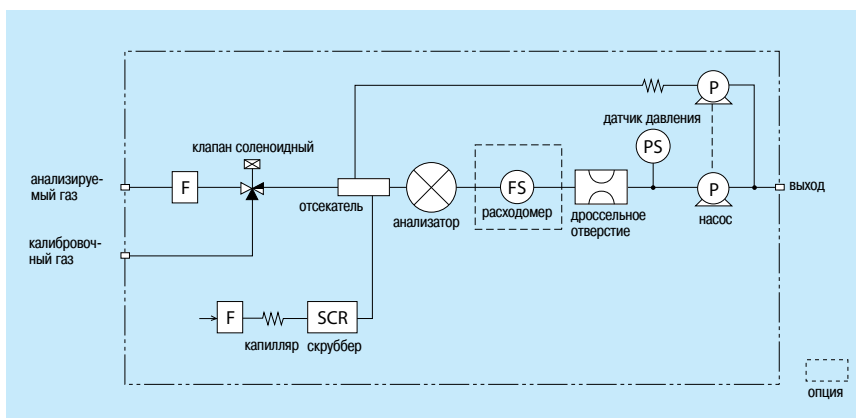 P
датчик давления
клапан соленоидный
PS
анализируе-
мый газ
F
отсекатель
анализатор
FS
расходомер
дроссельное
отверстие
P
насос
выход
калибровоч-
ный газ
F
SCR
капилляр
скруббер
опция